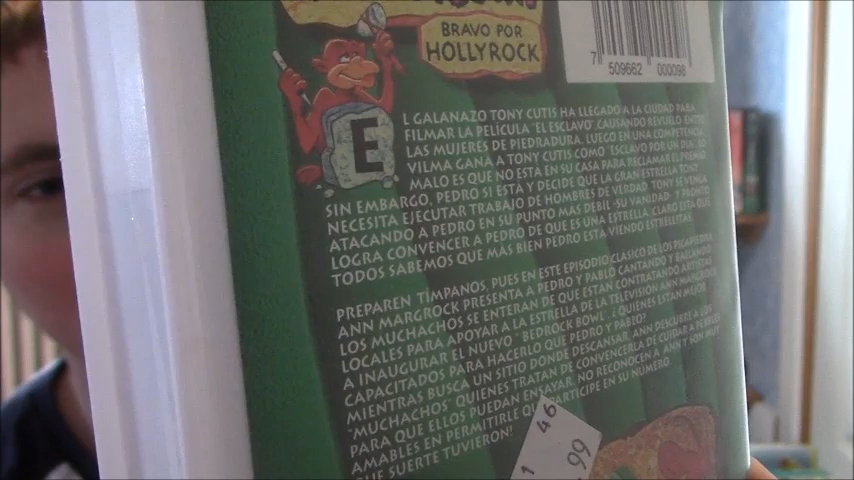 BRAVO POR
HOLLYROCK
7 509662 000098
EL GALANAZO TONY CUTIS HA LLEGADO A LA CIUDAD PARA
FILMAR LA PELÍCULA "EL ESCLAVO", CAUSANDO REVUELO ENTRE
LAS MUJERES DE PIEDRADURA. LUEGO EN UNA COMPETENCIA,
VILMA GANA A TONY CUTIS COMO "ESCLAVO POR UN DIA". LO
MALO ES QUE NO ESTA EN SU CASA PARA RECLAMAR EL PREMIO.
SIN EMBARGO, PEDRO SI ESTA Y DECIDE QUE LA GRAN ESTRELLA TONY
NECESITA EJECUTAR TRABAJO DE HOMBRES DE VERDAD. TONY SE VENGA
ATACANDO A PEDRO EN SU PUNTO MAS DEBIL -SU VANIDAD- Y PRONTO
LOGRA CONVENCER A PEDRO DE QUE ES UNA ESTRELLA. CLARO ESTA QUE
TODOS SABEMOS QUE MAS BIEN PEDRO ESTA VIENDO ESTRELLITAS.
PREPAREN TÍMPANOS, PUES EN ESTE EPISODIO CLASICO DE LOS PICAPIEDRA
ANN MARGROCK PRESENTA A PEDRO Y PABLO CANTANDO Y BAILANDO.
LOS MUCHACHOS SE ENTERAN DE QUE ESTAN CONTRATANDO ARTISTAS
LOCALES PARA APOYAR A LA ESTRELLA DE LA TELEVISION ANN MARGROCK
A INAUGURAR EL NUEVO "BEDROCK BOWL". ¿QUIENES ESTAN MEJOR
CAPACITADOS PARA HACERLO QUE PEDRO Y PABLO?
MIENTRAS BUSCA UN SITIO DONDE DESCANSAR, ANN DESCUBRE A LOS
"MUCHACHOS" QUIENES TRATAN DE CONVENCERLA DE CUIDAR A PEBBLES
PARA QUE ELLOS PUEDAN ENSAYAR. NO RECONOCEN A ANN Y SON MUY
AMABLES EN PERMITIRLE QUE PARTICIPE EN SU NUMERO.
QUE SUERTE TUVIERON!
1 46
99